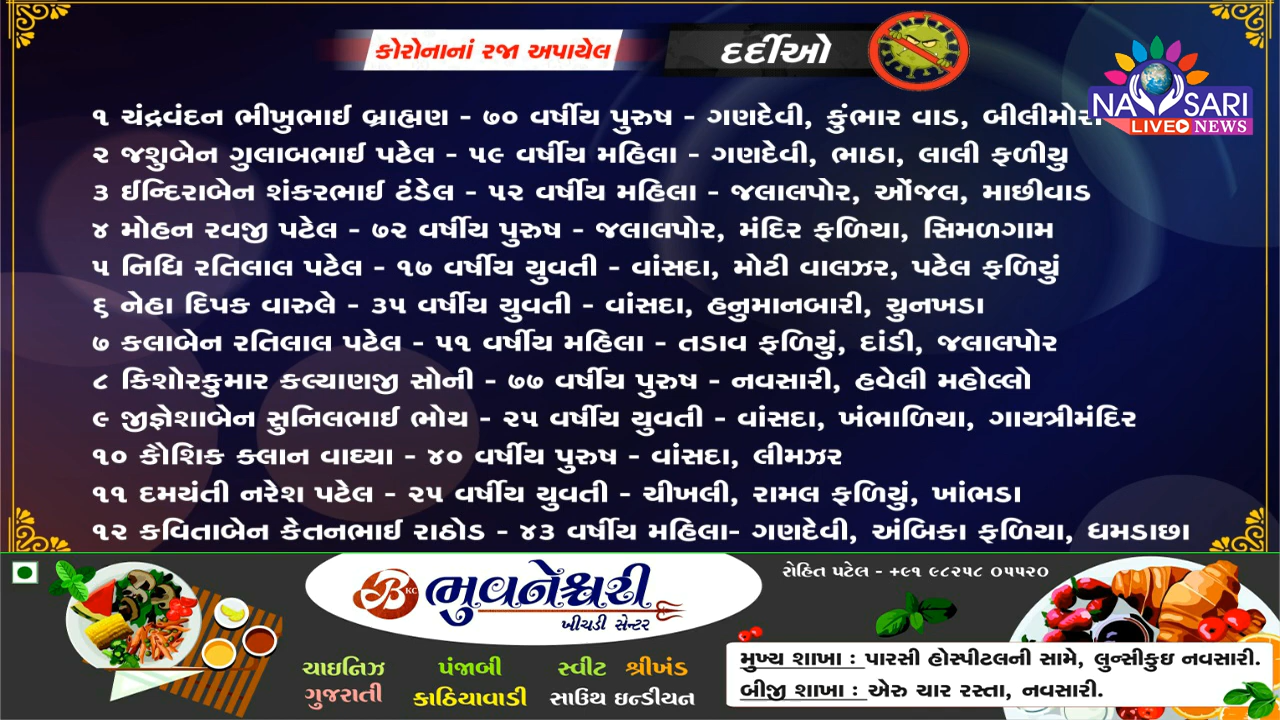 કોરોનાનાં રજા અપાયેલ દર્દીઓ
NAVSARI
LIVE NEWS
૧ ચંદ્રવંદન ભીખુભાઈ બ્રાહ્મણ - ૭૦ વર્ષીય પુરુષ - ગણદેવી, કુંભાર વાડ, બીલીમોરા
૨ જશુબેન ગુલાબભાઈ પટેલ - ૫૯ વર્ષીય મહિલા - ગણદેવી, ભાઠા, લાલી ફળીયુ
૩ ઈન્દિરાબેન શંકરભાઈ ટંડેલ - ૫૨ વર્ષીય મહિલા - જલાલપોર, ઓંજલ, માછીવાડ
૪ મોહન રવજી પટેલ - ૭૨ વર્ષીય પુરુષ - જલાલપોર, મંદિર ફળિયા, સિમળગામ
૫ નિધિ રતિલાલ પટેલ - ૧૭ વર્ષીય યુવતી - વાંસદા, મોટી વાલઝર, પટેલ ફળિયું
૬ નેહા દિપક વારુલે - ૩૫ વર્ષીય યુવતી - વાંસદા, હનુમાનબારી, ચુનખડા
૭ કલાબેન રતિલાલ પટેલ - ૫૧ વર્ષીય મહિલા - તડાવ ફળિયું, દાંડી, જલાલપોર
૮ કિશોરકુમાર કલ્યાણજી સોની - ૭૭ વર્ષીય પુરુષ - નવસારી, હવેલી મહોલ્લો
૯ જીજ્ઞેશાબેન સુનિલભાઈ ભોય - ૨૫ વર્ષીય યુવતી - વાંસદા, ખંભાળિયા, ગાયત્રીમંદિર
૧૦ કૌશિક ક્લાન વાઘ્યા - ૪૦ વર્ષીય પુરુષ - વાંસદા, લીમઝર
૧૧ દમયંતી નરેશ પટેલ - ૨૫ વર્ષીય યુવતી - ચીખલી, રામલ ફળિયું, ખાંભડા
૧૨ કવિતાબેન કેતનભાઈ રાઠોડ - ૪૩ વર્ષીય મહિલા- ગણદેવી, અંબિકા ફળિયા, ધમડાછા
ભુવનેશ્વરી
ખીચડી સેન્ટર
રોહિત પટેલ - +૯૧ ૯૮૨૫૮ ૦૫૫૨૦
ચાઇનિઝ પંજાબી સ્વીટ શ્રીખંડ
ગુજરાતી કાઠિયાવાડી સાઉથ ઇન્ડીયન
મુખ્ય શાખા : પારસી હોસ્પીટલની સામે, લુન્સીકુઇ નવસારી.
બીજી શાખા : એરુ ચાર રસ્તા, નવસારી.